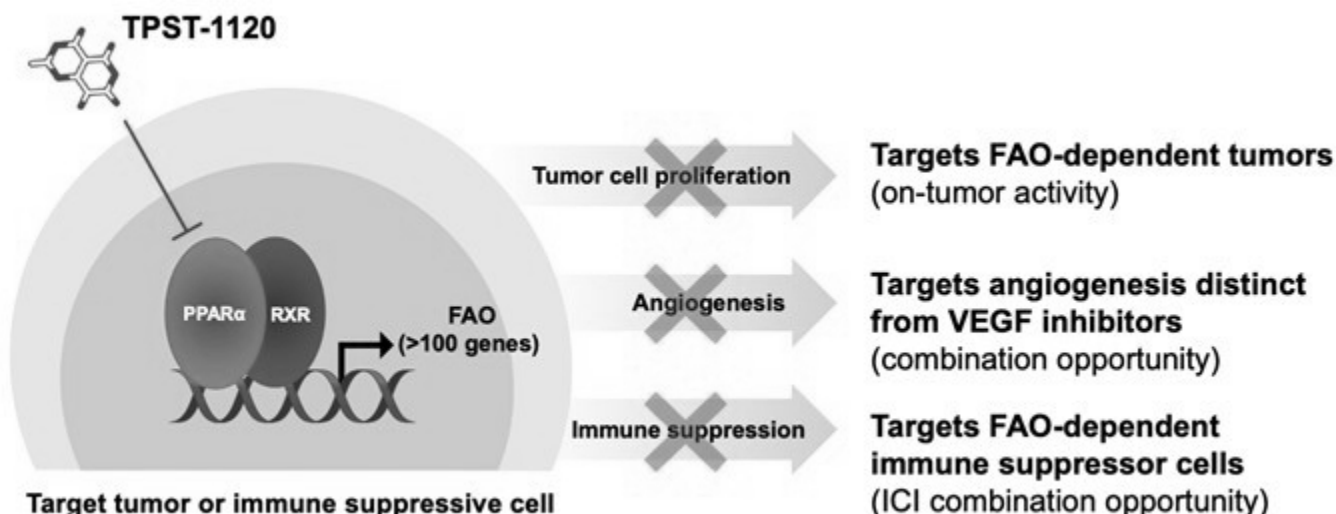 TPST-1120
PPARα
RXR
FAO
(>100 genes)
Target tumor or immune suppressive cell
Tumor cell proliferation
Targets FAO-dependent tumors
(on-tumor activity)
Angiogenesis
Targets angiogenesis distinct
from VEGF inhibitors
(combination opportunity)
Immune suppression
Targets FAO-dependent
immune suppressor cells
(ICI combination opportunity)